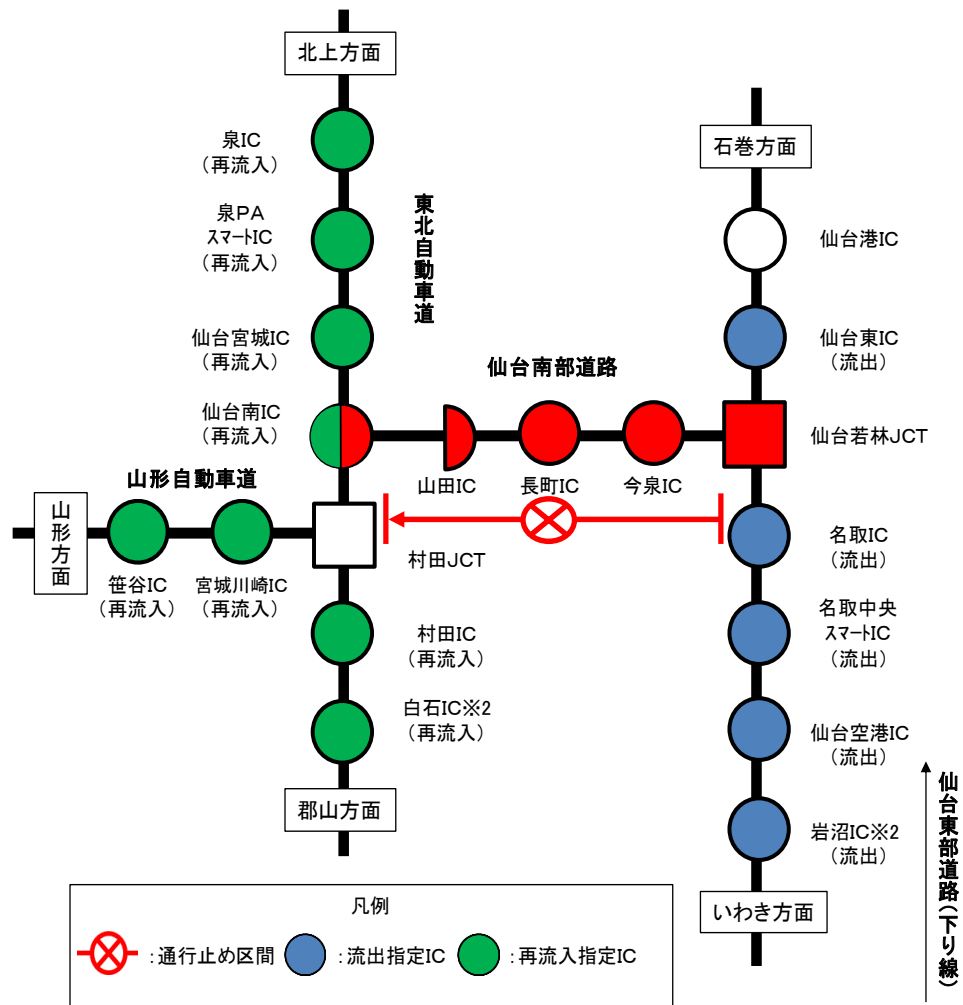 北上方面
泉IC
(再流入)
泉PA
スマートIC
(再流入)
仙台宮城IC
(再流入)
仙台南IC
(再流入)
東北自動車道
石巻方面
仙台港IC
仙台東IC
(流出)
仙台南部道路
仙台若林JCT
山田IC
長町IC
今泉IC
山形自動車道
山形方面
笹谷IC
(再流入)
宮城川崎IC
(再流入)
村田JCT
名取IC
(流出)
名取中央
スマートIC
(流出)
村田IC
(再流入)
白石IC※2
(再流入)
仙台空港IC
(流出)
岩沼IC※2
(流出)
郡山方面
いわき方面
仙台東部道路(下り線)
凡例
:通行止め区間
:流出指定IC
:再流入指定IC